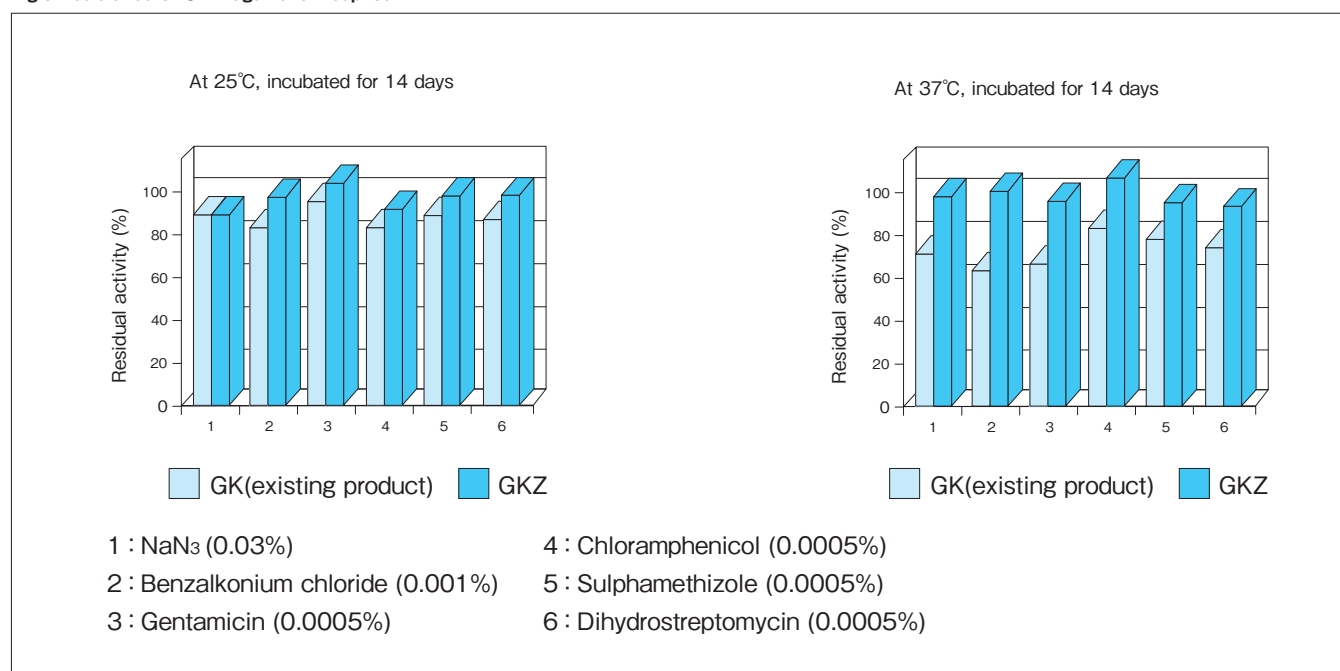 At 25℃, incubated for 14 days
Residual activity (%)
100
80
60
40
20
0
1 2 3 4 5 6
GK(existing product) GKZ
At 37℃, incubated for 14 days
Residual activity (%)
100
80
60
40
20
0
1 2 3 4 5 6
GK(existing product) GKZ
1 : NaN₃ (0.03%)
2 : Benzalkonium chloride (0.001%)
3 : Gentamicin (0.0005%)
4 : Chloramphenicol (0.0005%)
5 : Sulphamethizole (0.0005%)
6 : Dihydrostreptomycin (0.0005%)